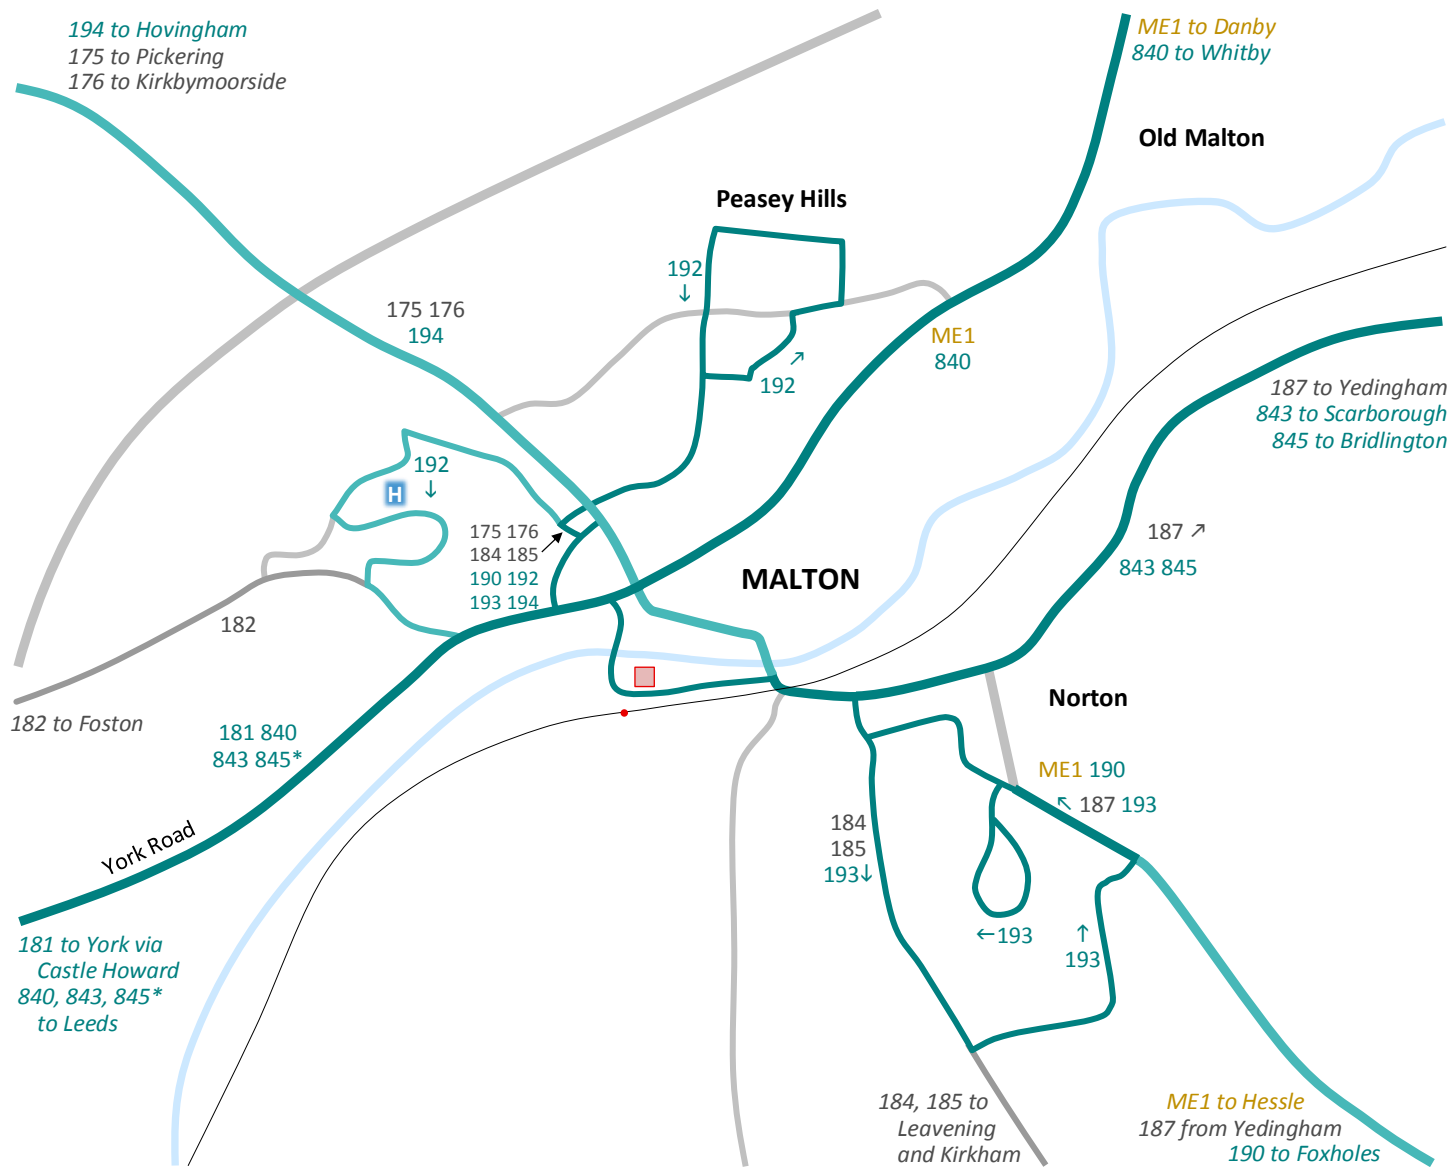 194 to Hovingham
175 to Pickering
176 to Kirkbymoorside
ME1 to Danby
840 to Whitby
Old Malton
Peasey Hills
192
↓
175 176
194
ME1
840
↗
192
187 to Yedingham
843 to Scarborough
845 to Bridlington
192
↓
H
175 176
184 185
190 192
193 194
187 ↗
843 845
MALTON
182
Norton
182 to Foston
181 840
843 845*
ME1 190
↖ 187 193
York Road
184
185
193↓
←193
↑
193
181 to York via
Castle Howard
840, 843, 845*
to Leeds
184, 185 to
Leavening
and Kirkham
ME1 to Hessle
187 from Yedingham
190 to Foxholes